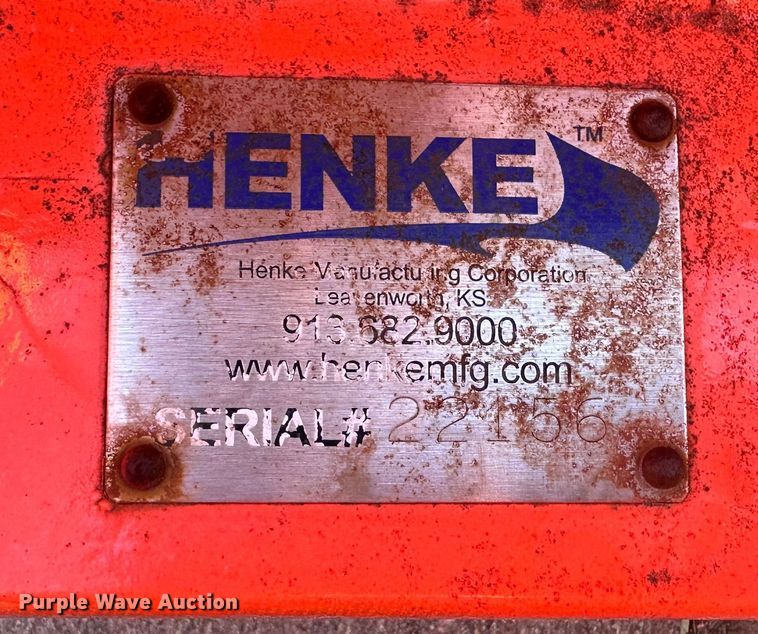 HENKE™
Henke Manufacturing Corporation
Leavenworth, KS.
913.682.9000
www.henkemfg.com
SERIAL# 22156
Purple Wave Auction